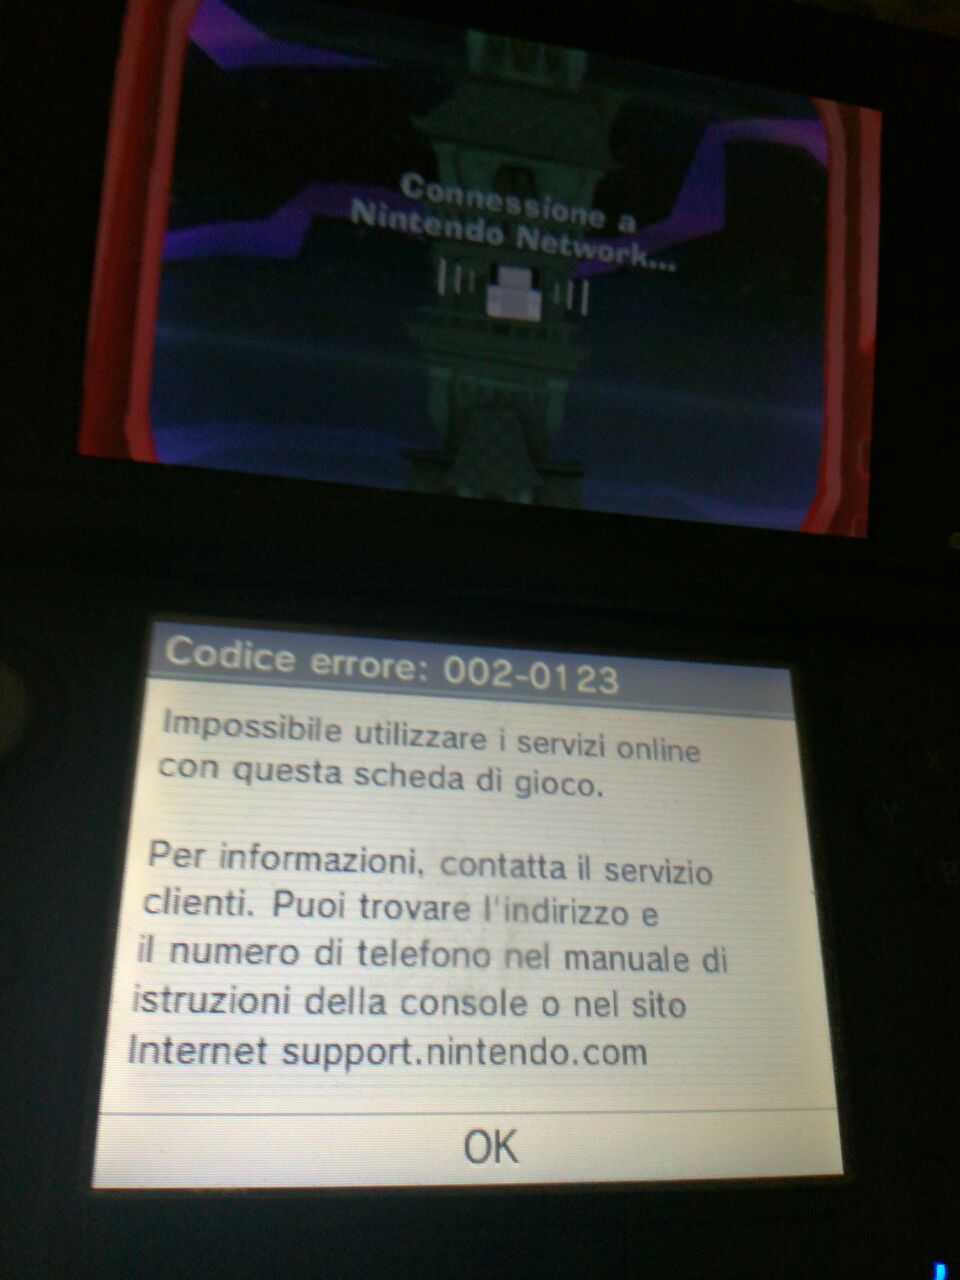 Connessione a
Nintendo Network...
Codice errore: 002-0123
Impossibile utilizzare i servizi online
con questa scheda di gioco.
Per informazioni, contatta il servizio
clienti. Puoi trovare l'indirizzo e
il numero di telefono nel manuale di
istruzioni della console o nel sito
Internet support.nintendo.com
OK
X
Y
B